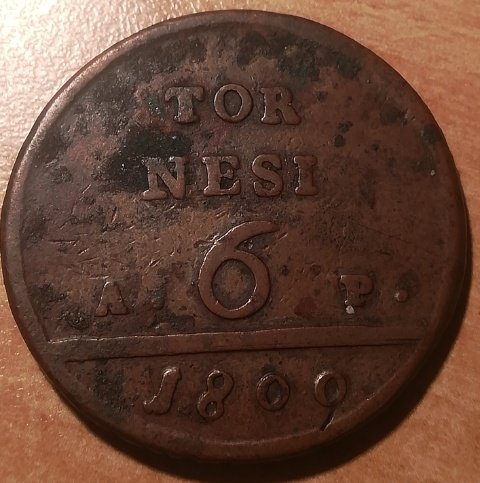 TOR
NESI
A 6 P.
1809